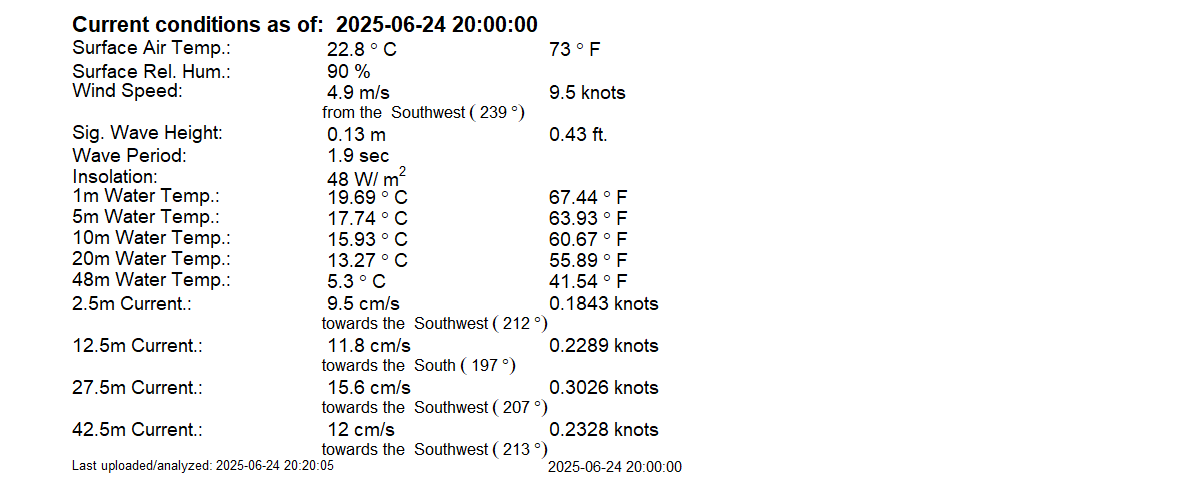 Current conditions as of: 2025-06-24 20:00:00
Surface Air Temp.: 22.8 ° C 73 ° F
Surface Rel. Hum.: 90 %
Wind Speed: 4.9 m/s 9.5 knots
from the Southwest ( 239 °)
Sig. Wave Height: 0.13 m 0.43 ft.
Wave Period: 1.9 sec
Insolation: 48 W/ m²
1m Water Temp.: 19.69 ° C 67.44 ° F
5m Water Temp.: 17.74 ° C 63.93 ° F
10m Water Temp.: 15.93 ° C 60.67 ° F
20m Water Temp.: 13.27 ° C 55.89 ° F
48m Water Temp.: 5.3 ° C 41.54 ° F
2.5m Current.: 9.5 cm/s 0.1843 knots
towards the Southwest ( 212 °)
12.5m Current.: 11.8 cm/s 0.2289 knots
towards the South ( 197 °)
27.5m Current.: 15.6 cm/s 0.3026 knots
towards the Southwest ( 207 °)
42.5m Current.: 12 cm/s 0.2328 knots
towards the Southwest ( 213 °)
Last uploaded/analyzed: 2025-06-24 20:20:05 2025-06-24 20:00:00